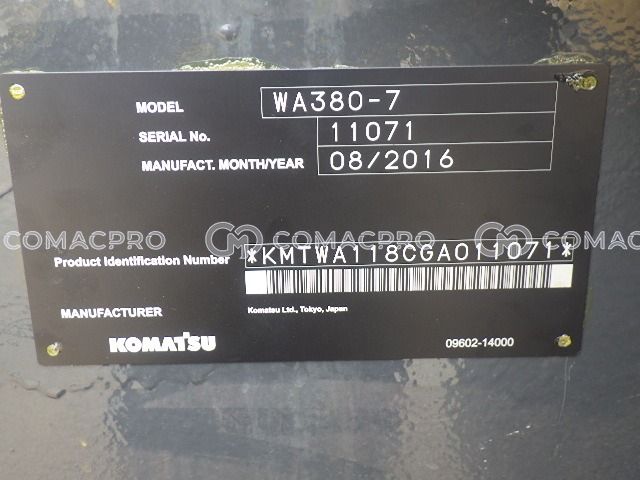 MODEL WA380-7
SERIAL No. 11071
MANUFACT. MONTH/YEAR 08/2016
COMACPRO COMACPRO COMACPRO
Product Identification Number *KMTWA118CGA011071*
MANUFACTURER Komatsu Ltd., Tokyo, Japan
KOMATSU 09602-14000